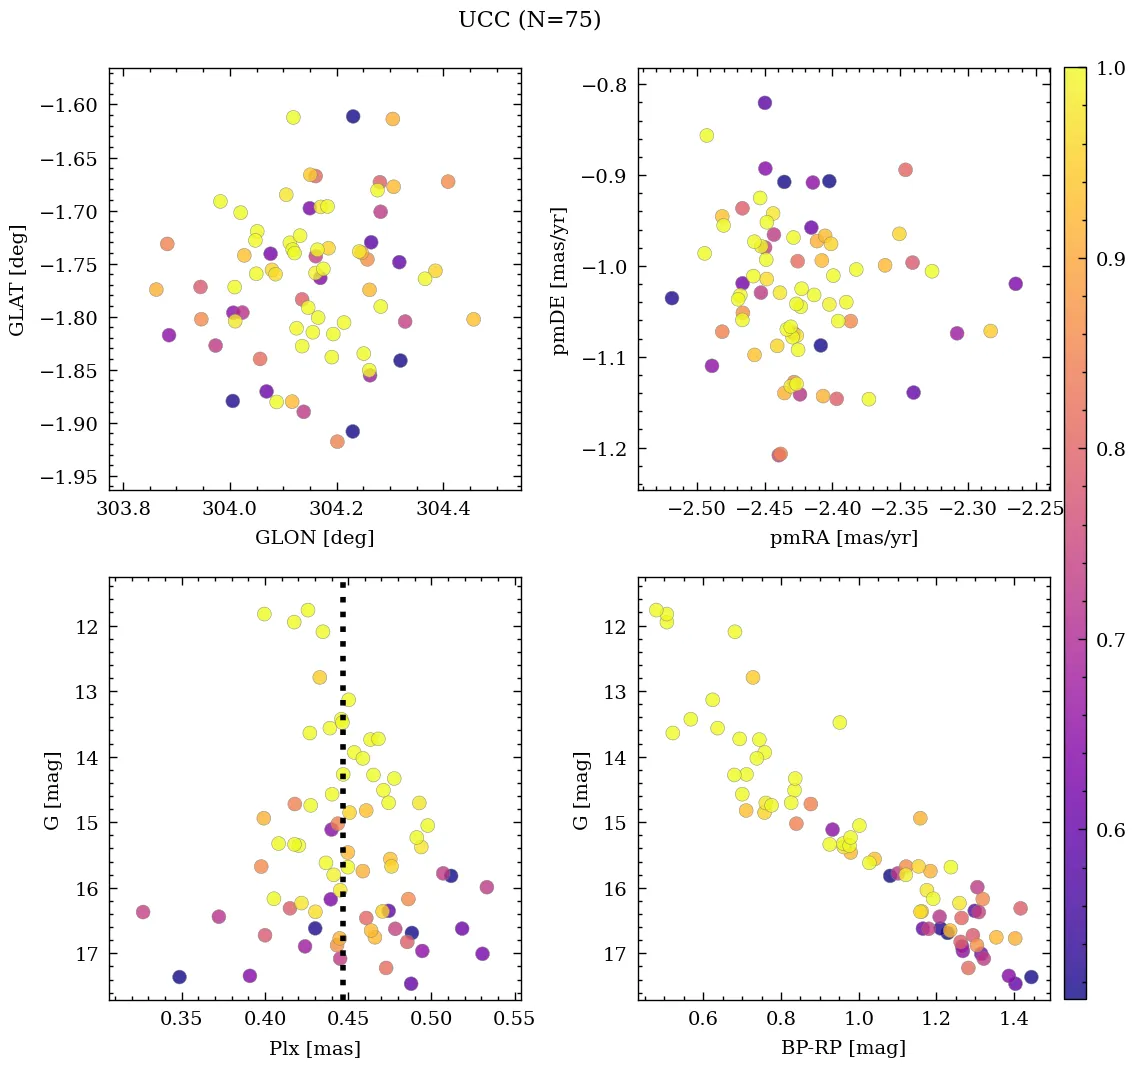 UCC (N=75)
−1.60
−1.65
−1.70
−1.75
−1.80
−1.85
−1.90
−1.95
GLAT [deg]
303.8 304.0 304.2 304.4
GLON [deg]
−0.8
−0.9
−1.0
−1.1
−1.2
pmDE [mas/yr]
−2.50 −2.45 −2.40 −2.35 −2.30 −2.25
pmRA [mas/yr]
12
13
14
15
16
17
G [mag]
0.35 0.40 0.45 0.50 0.55
Plx [mas]
12
13
14
15
16
17
G [mag]
0.6 0.8 1.0 1.2 1.4
BP-RP [mag]
1.0
0.9
0.8
0.7
0.6